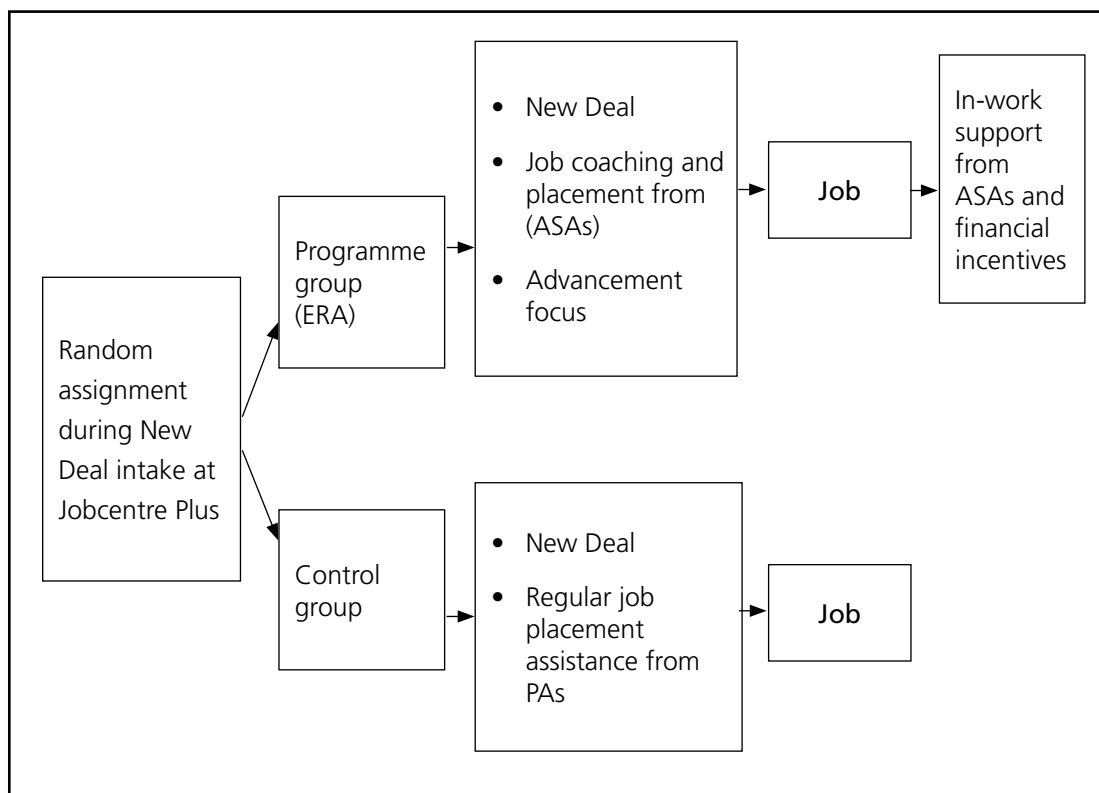 Random
assignment
during New
Deal intake at
Jobcentre Plus
Programme
group
(ERA)
• New Deal
• Job coaching and
placement from
(ASAs)
• Advancement
focus
Job
In-work
support
from
ASAs and
financial
incentives
Control
group
• New Deal
• Regular job
placement
assistance from
PAs
Job